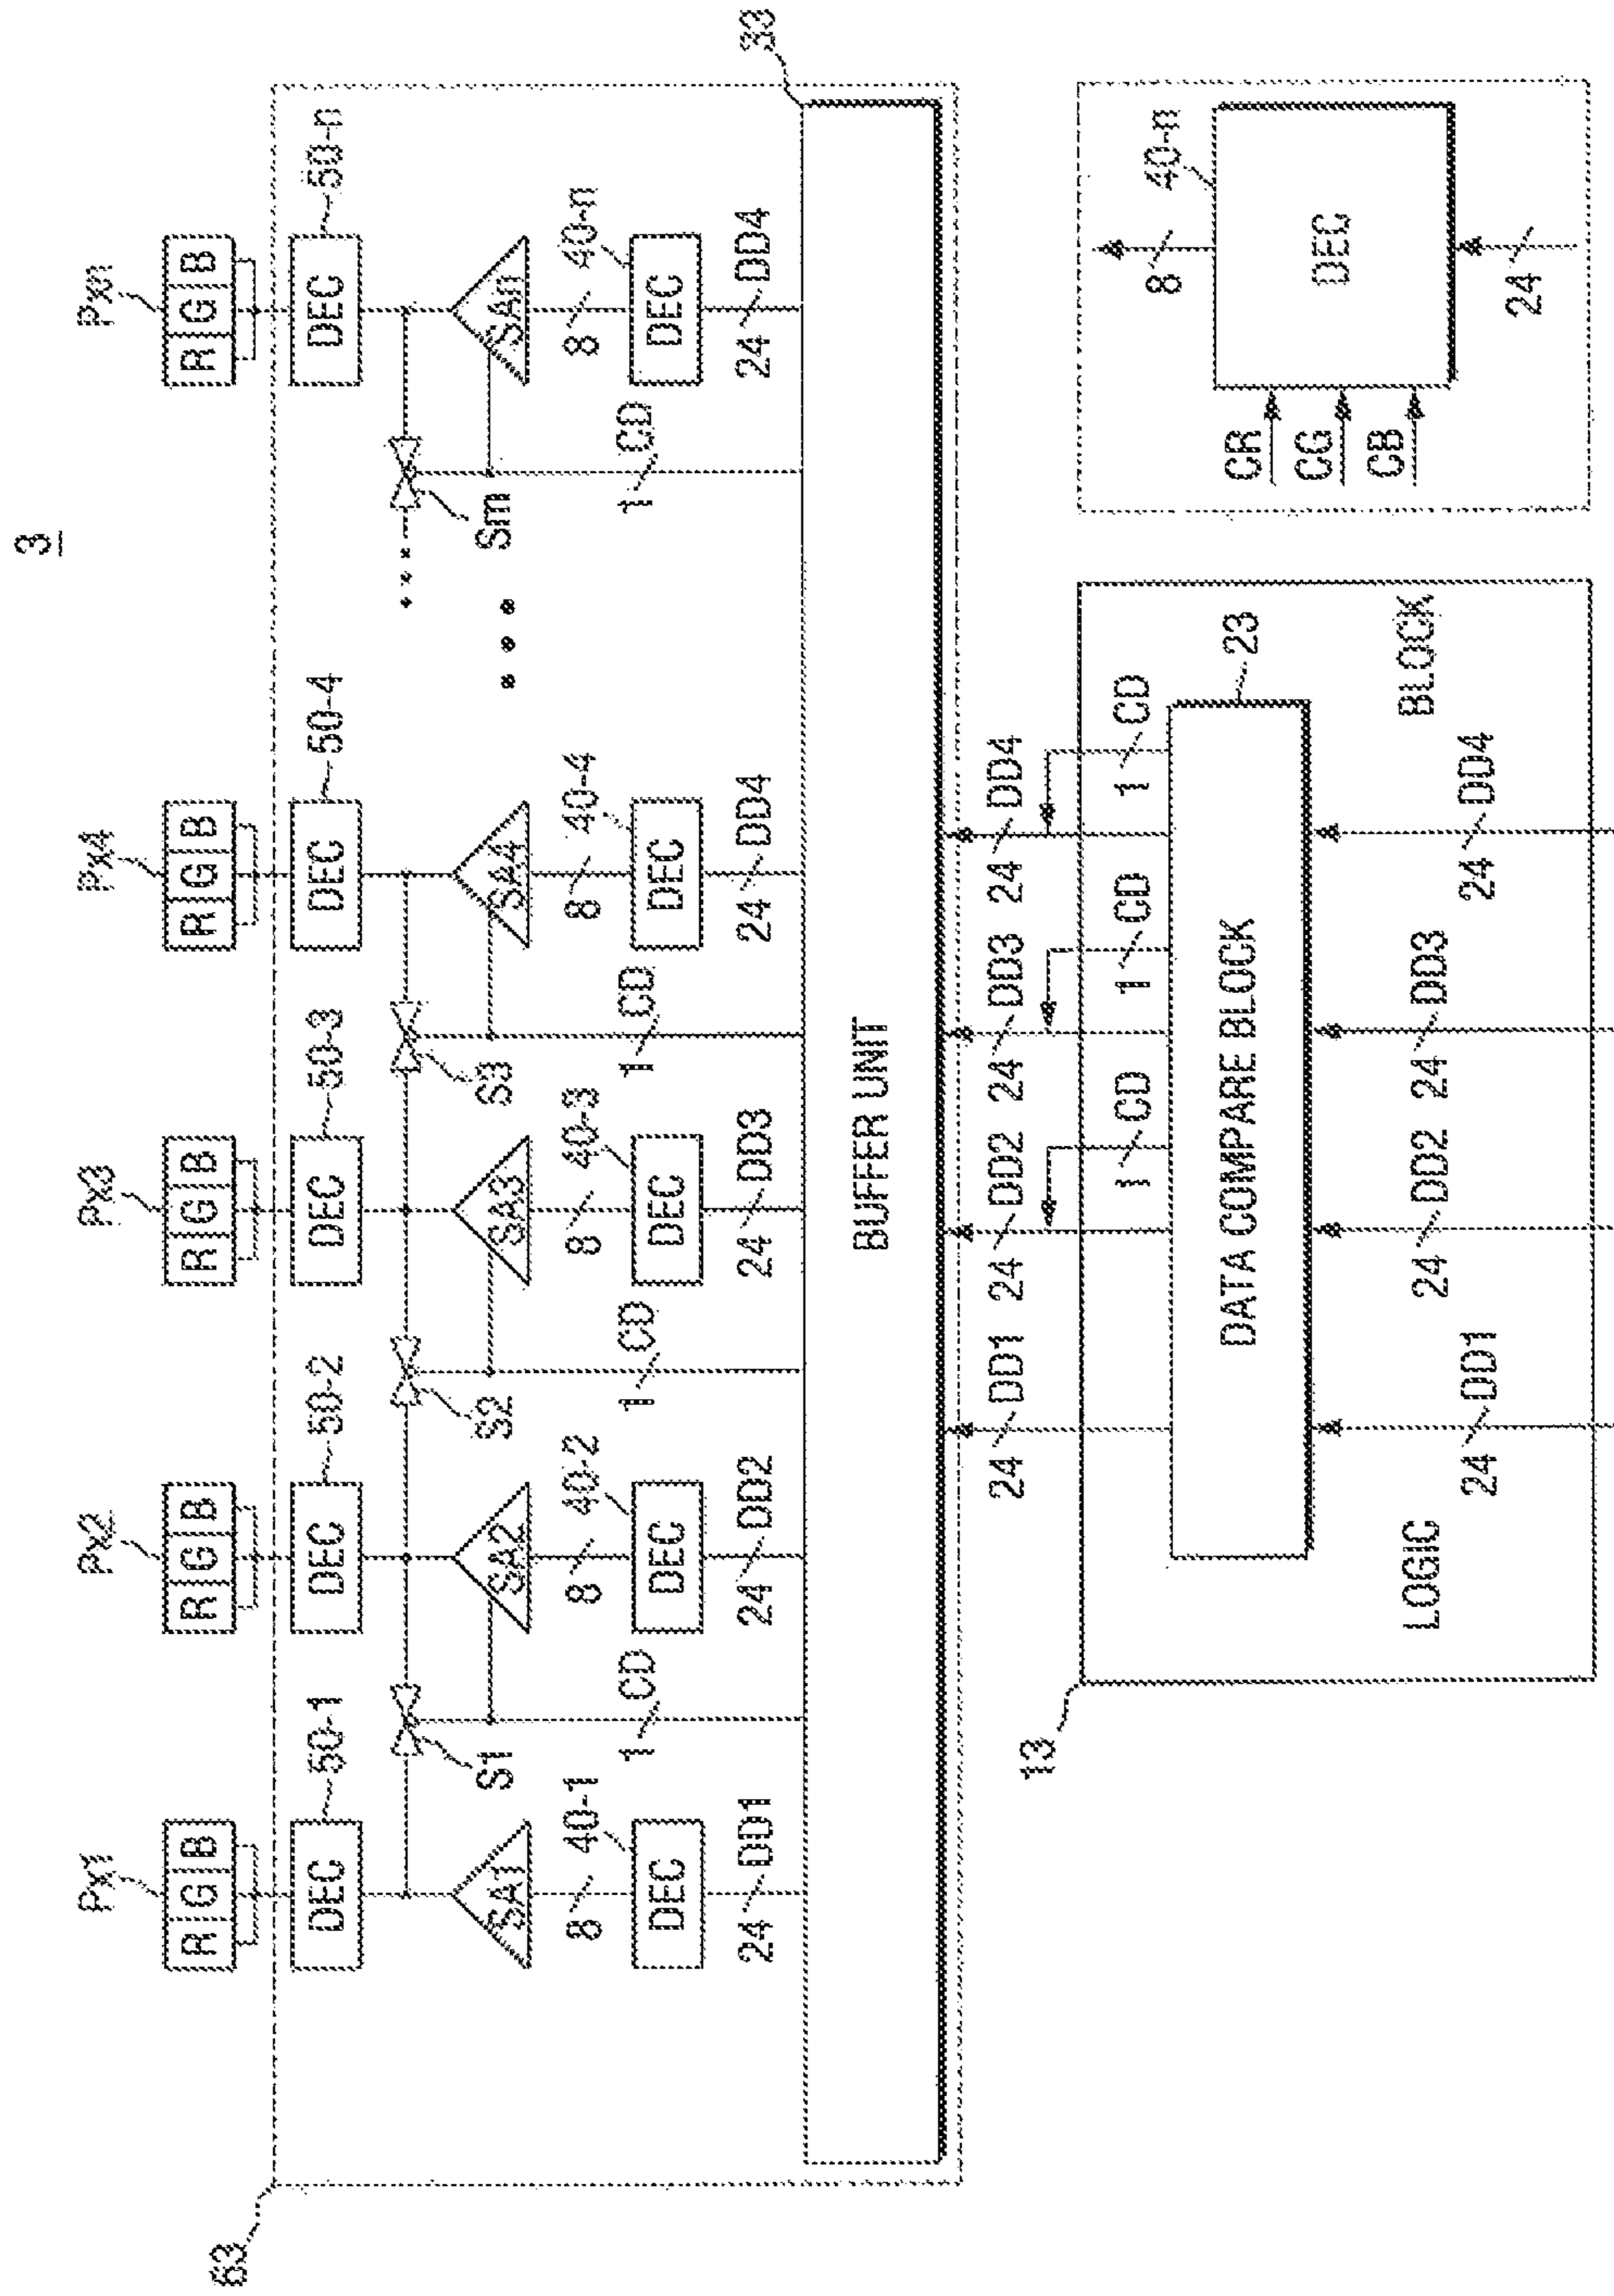 3
Px1 Px2 Px3 Px4 Pxn
R G B R G B R G B R G B R G B
63
DEC 50-1 DEC 50-2 DEC 50-3 DEC 50-4 DEC 50-n
S1 S2 S3 Sm
SA1 SA2 SA3 SA4 SAn
8 40-1 8 40-2 8 40-3 8 40-4 8 40-n
1 CD 1 CD 1 CD 1 CD
DEC DEC DEC DEC DEC
24 DD1 24 DD2 24 DD3 24 DD4 24 DD4
33
BUFFER UNIT
24 DD1 24 DD2 24 DD3 24 DD4
13
1 CD 1 CD 1 CD
23
DATA COMPARE BLOCK
LOGIC BLOCK
24 DD1 24 DD2 24 DD3 24 DD4
8 40-n
CR
CG
CB
DEC
24